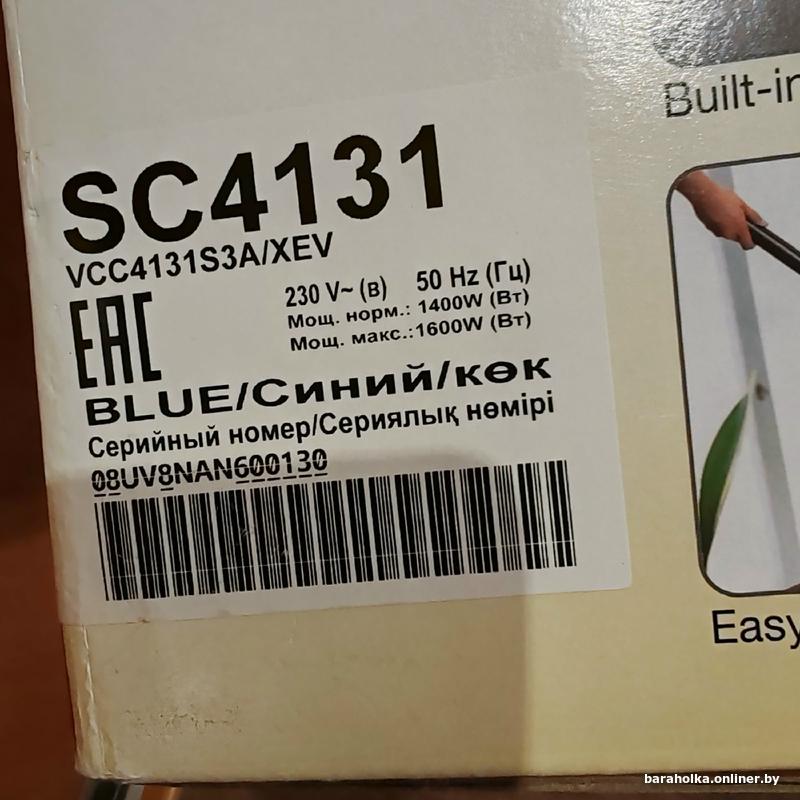 Built-in
SC4131
VCC4131S3A/XEV
EAC
230 V~ (в) 50 Hz (Гц)
Мощ. норм.: 1400W (Вт)
Мощ. макс.:1600W (Вт)
BLUE/Синий/көк
Серийный номер/Сериялық нөмірі
08UV8NAN600130
Easy
baraholka.onliner.by